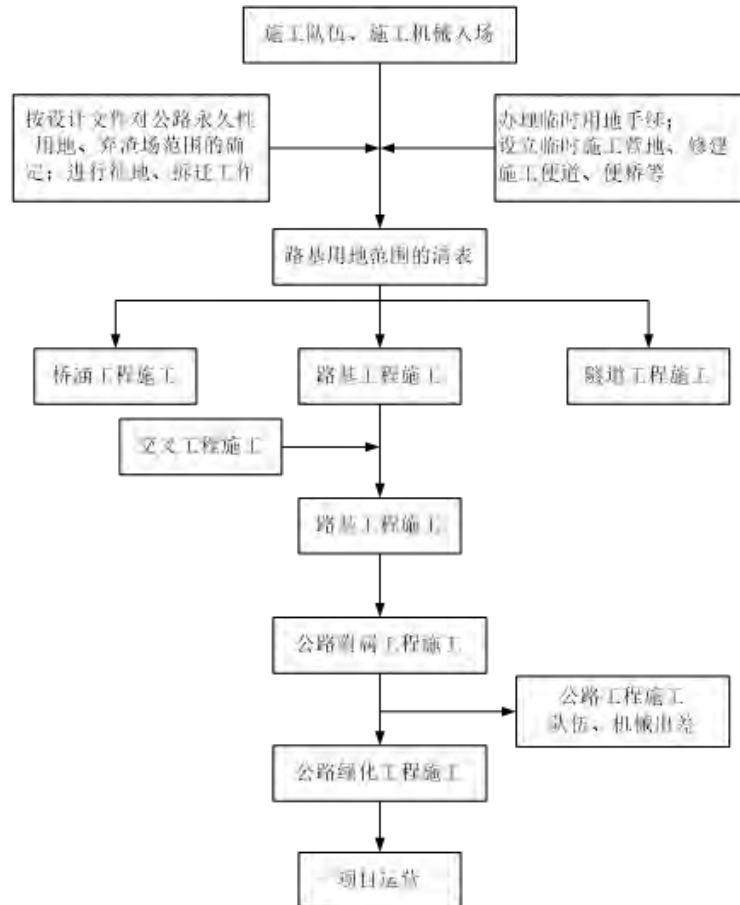 施工队伍、施工机械入场
按设计文件对公路永久性
用地、弃渣场范围的确
定；进行征地、拆迁工作
办理临时用地手续；
设立临时施工营地、修建
施工便道、便桥等
路基用地范围的清表
桥涵工程施工
路基工程施工
隧道工程施工
交叉工程施工
路基工程施工
公路附属工程施工
公路工程施工
队伍、机械出差
公路绿化工程施工
项目运营